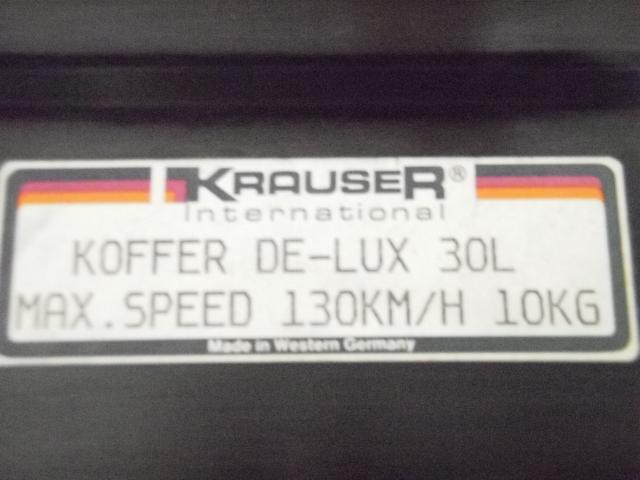 KRAUSER®
International
KOFFER DE-LUX 30L
MAX.SPEED 130KM/H 10KG
Made in Western Germany